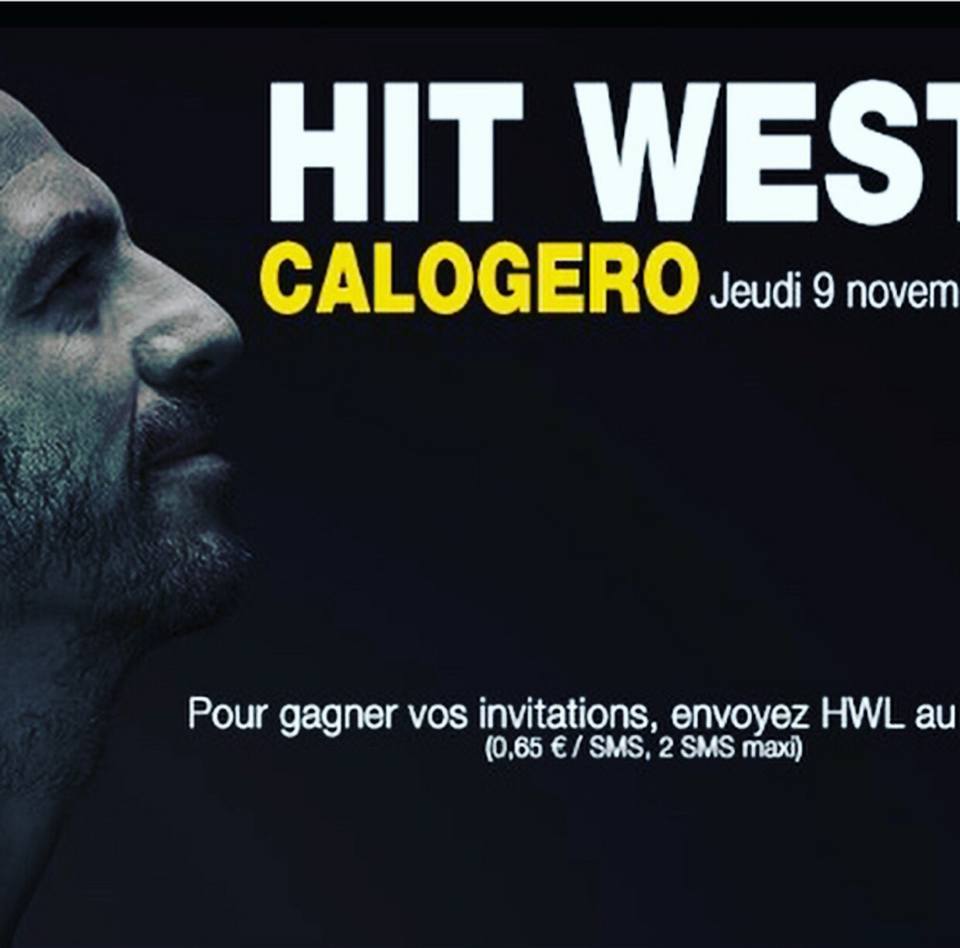 HIT WEST
CALOGERO Jeudi 9 novem
Pour gagner vos invitations, envoyez HWL au
(0,65 € / SMS, 2 SMS maxi)